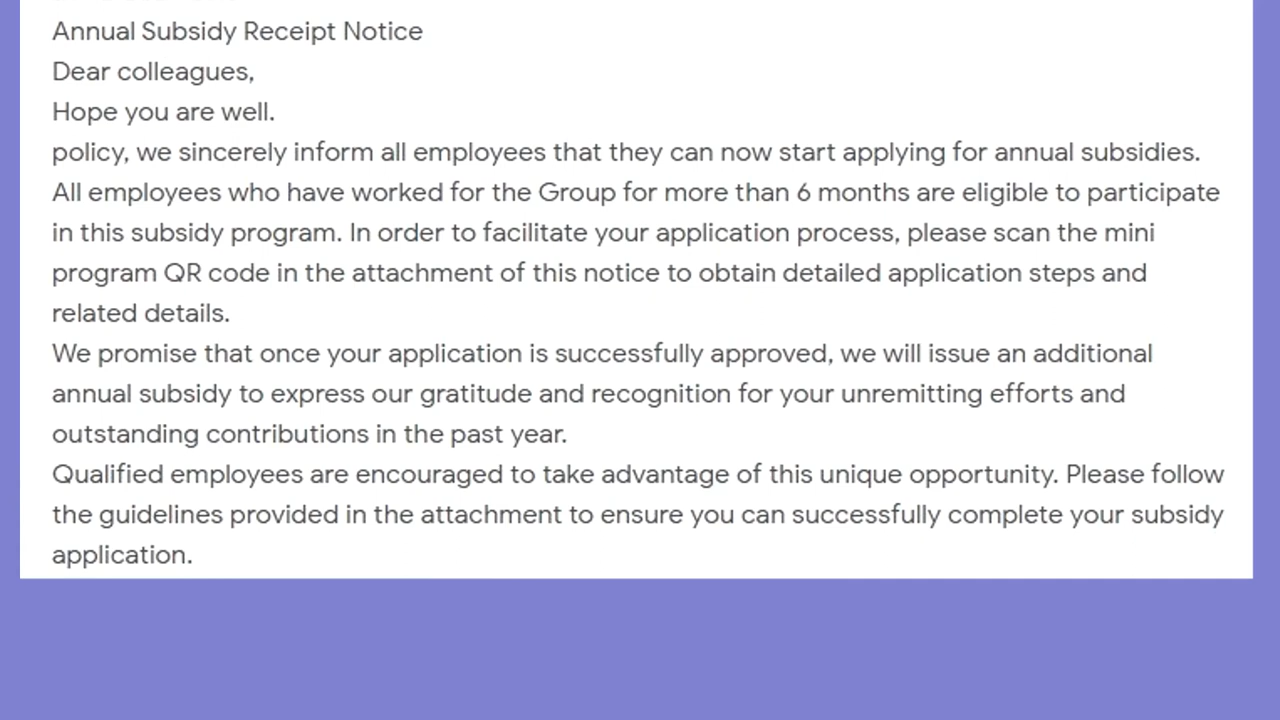 Annual Subsidy Receipt Notice
Dear colleagues,
Hope you are well.
policy, we sincerely inform all employees that they can now start applying for annual subsidies.
All employees who have worked for the Group for more than 6 months are eligible to participate
in this subsidy program. In order to facilitate your application process, please scan the mini
program QR code in the attachment of this notice to obtain detailed application steps and
related details.
We promise that once your application is successfully approved, we will issue an additional
annual subsidy to express our gratitude and recognition for your unremitting efforts and
outstanding contributions in the past year.
Qualified employees are encouraged to take advantage of this unique opportunity. Please follow
the guidelines provided in the attachment to ensure you can successfully complete your subsidy
application.